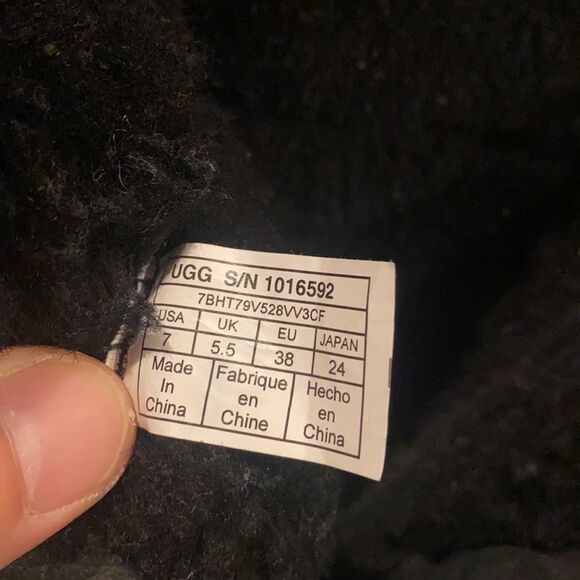 UGG S/N 1016592
7BHT79V528VV3CF
USA UK EU JAPAN
7 5.5 38 24
Made Fabrique Hecho
In en en
China Chine China